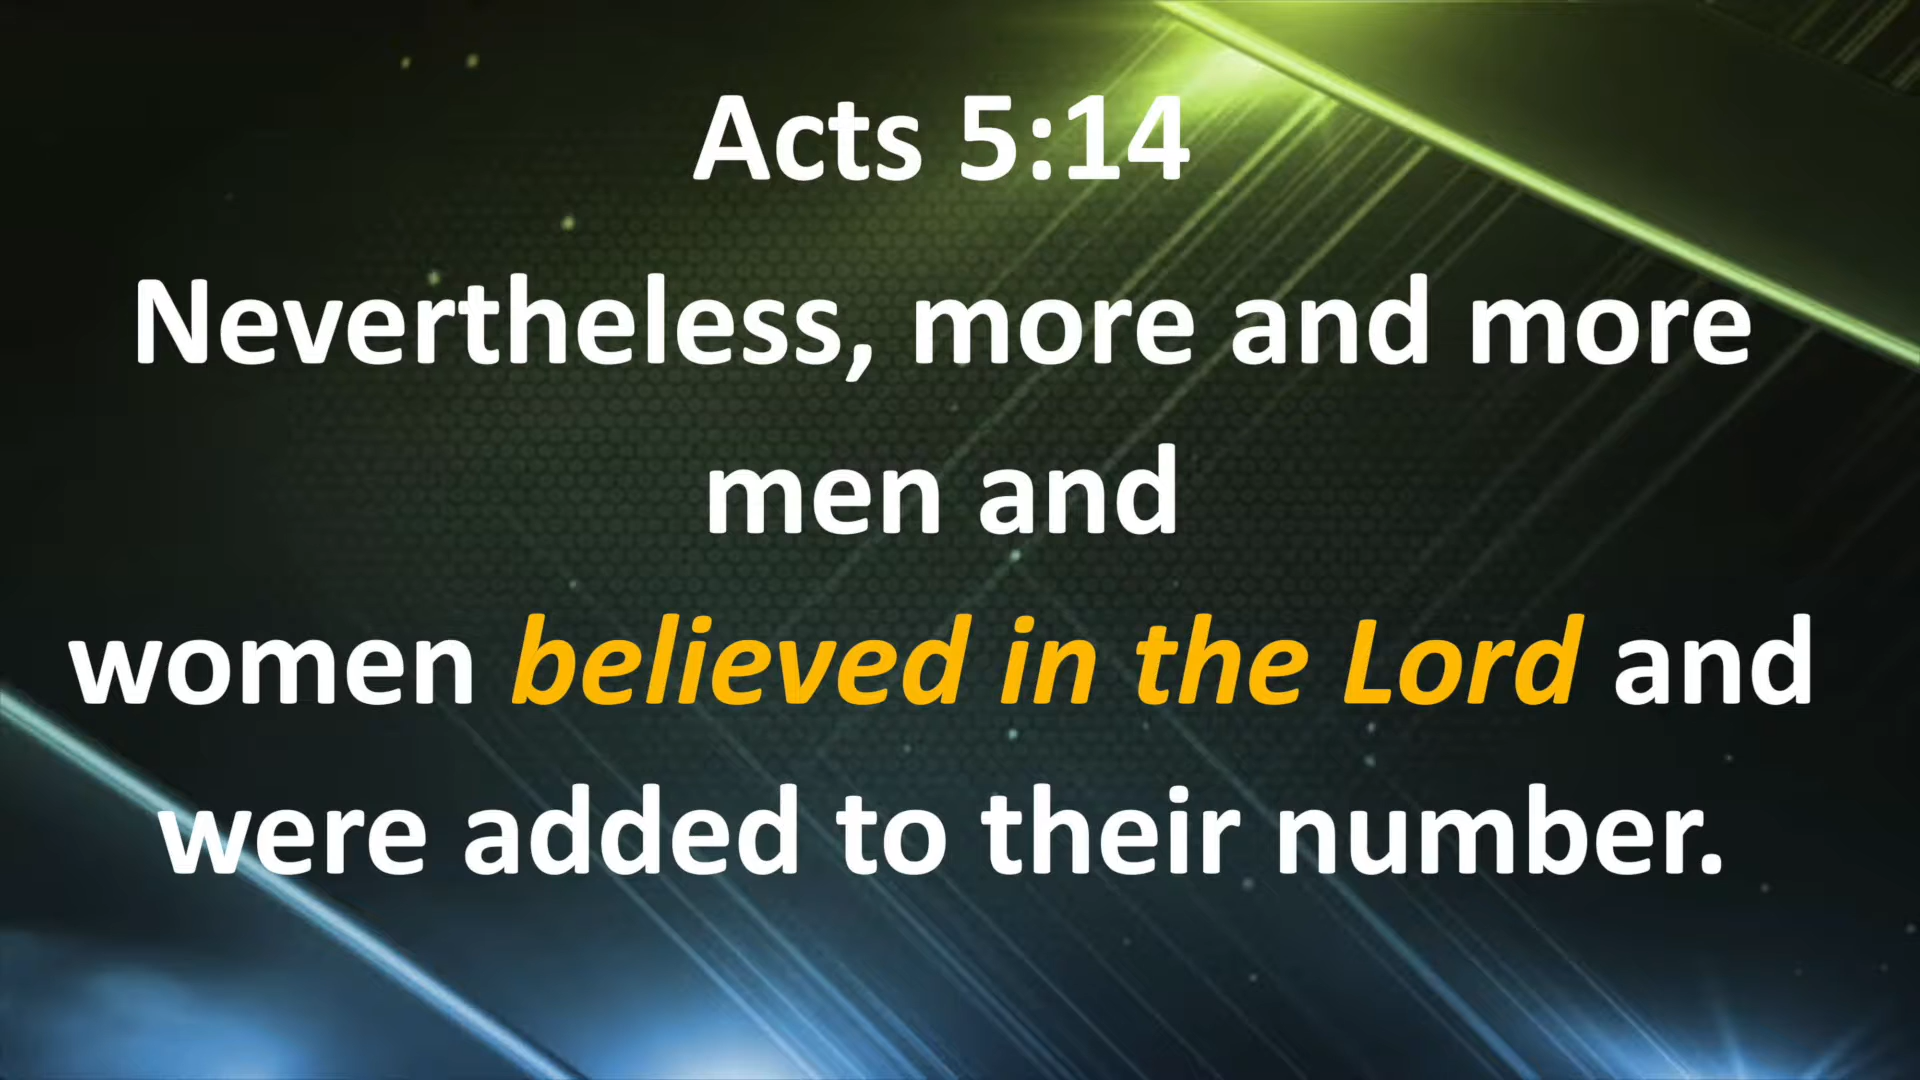 Acts 5:14
Nevertheless, more and more
men and
women believed in the Lord and
were added to their number.